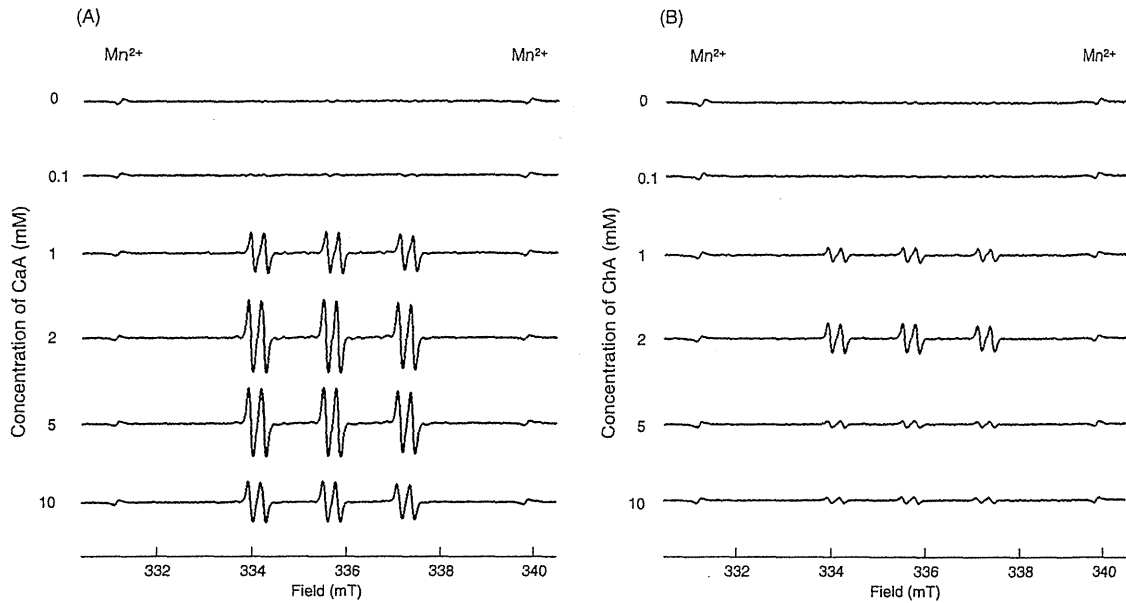 (A)
Mn²⁺ Mn²⁺
Concentration of CaA (mM)
0
0.1
1
2
5
10
332 334 336 338 340
Field (mT)
(B)
Mn²⁺ Mn²⁺
Concentration of ChA (mM)
0
0.1
1
2
5
10
332 334 336 338 340
Field (mT)